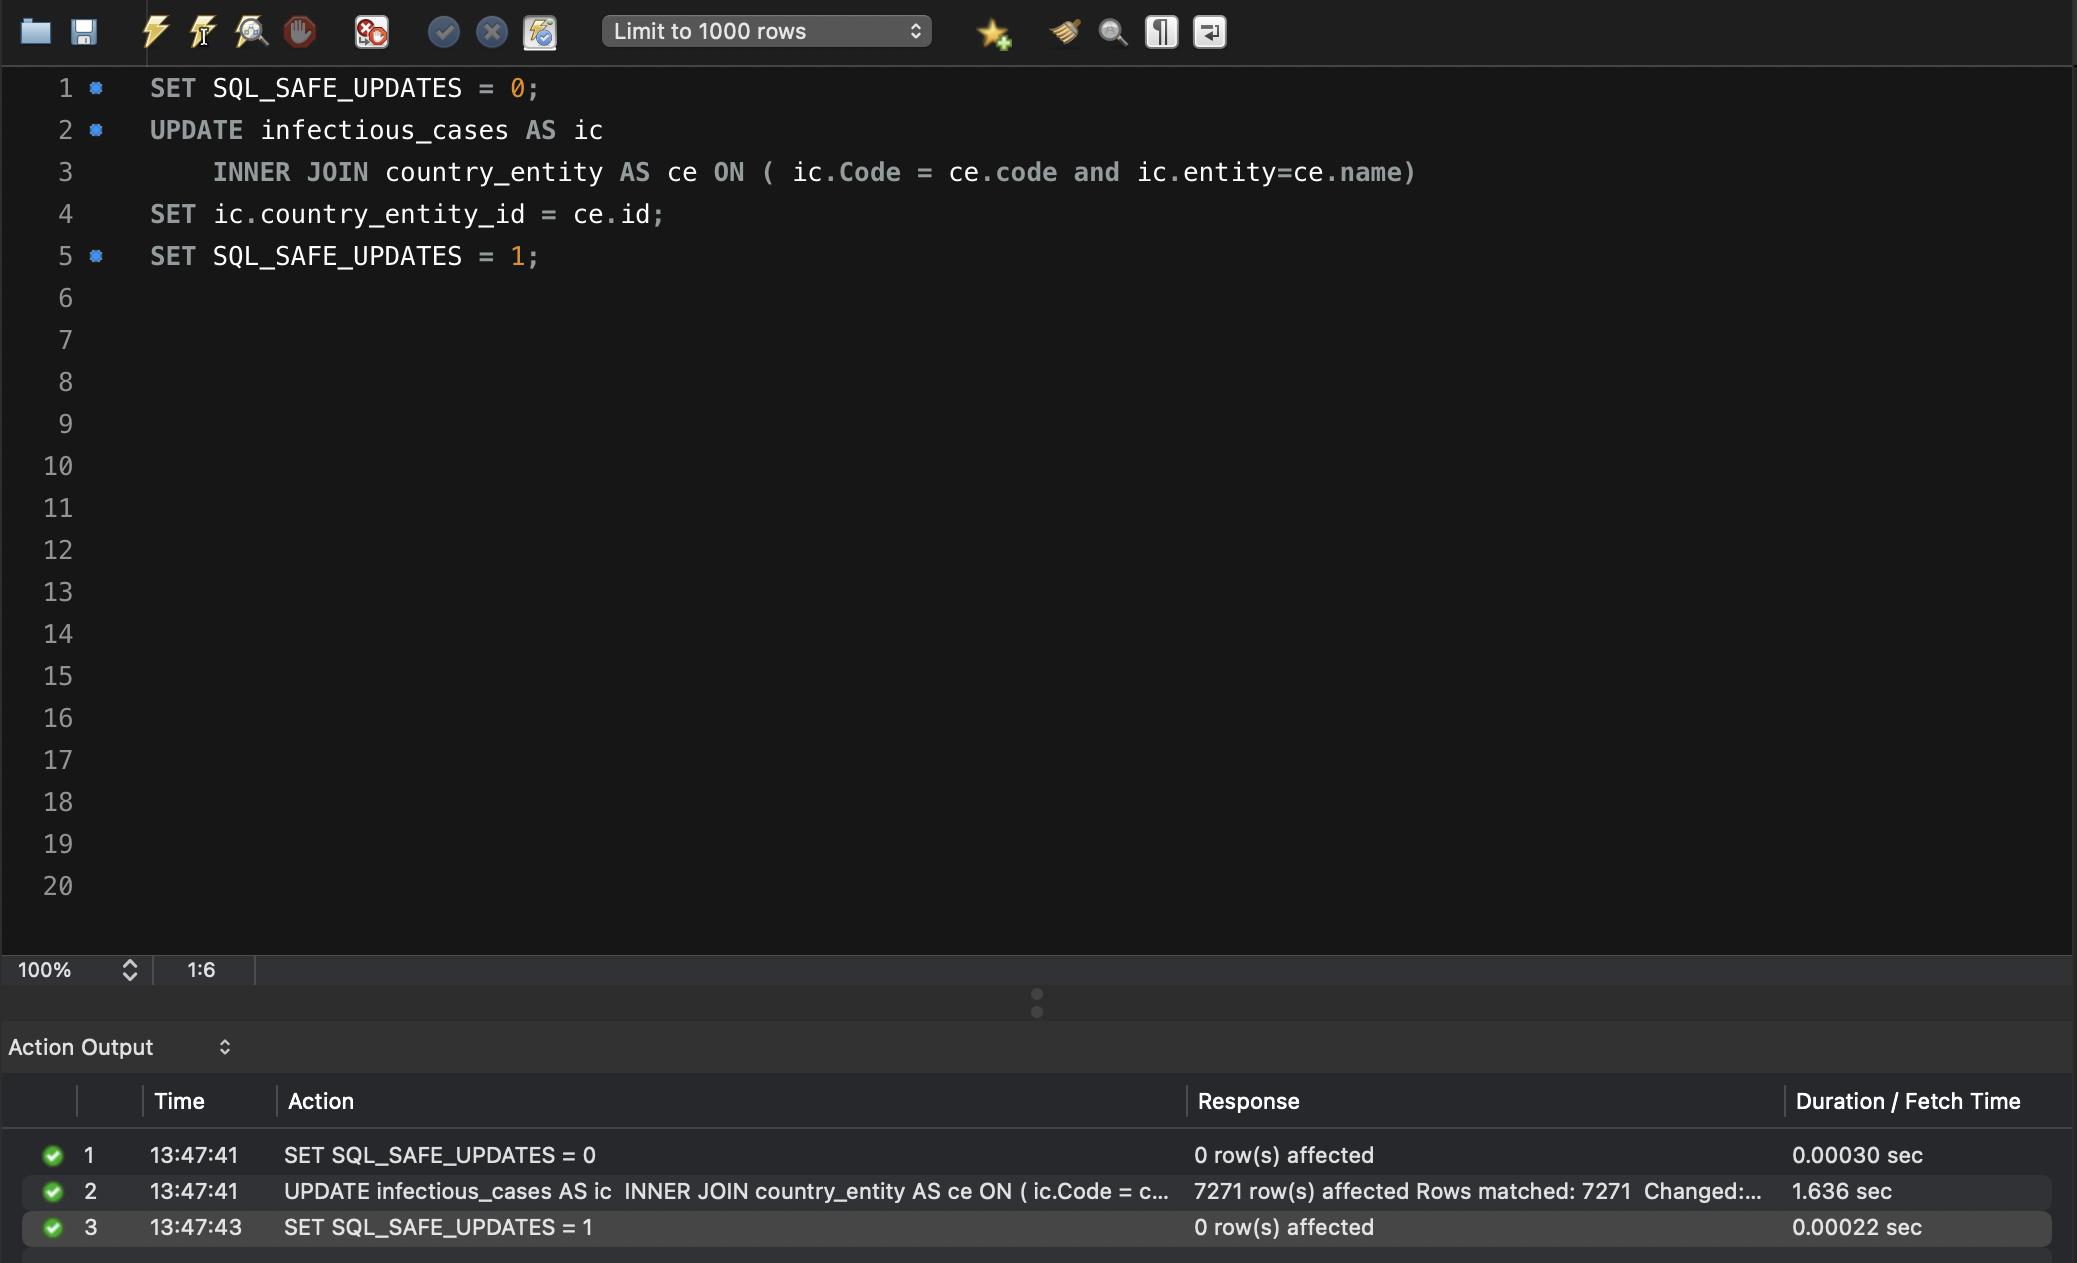 Limit to 1000 rows
1 SET SQL_SAFE_UPDATES = 0;
2 UPDATE infectious_cases AS ic
3 INNER JOIN country_entity AS ce ON ( ic.Code = ce.code and ic.entity=ce.name)
4 SET ic.country_entity_id = ce.id;
5 SET SQL_SAFE_UPDATES = 1;
6
7
8
9
10
11
12
13
14
15
16
17
18
19
20
100% 1:6
Action Output
Time Action Response Duration / Fetch Time
1 13:47:41 SET SQL_SAFE_UPDATES = 0 0 row(s) affected 0.00030 sec
2 13:47:41 UPDATE infectious_cases AS ic INNER JOIN country_entity AS ce ON ( ic.Code = c... 7271 row(s) affected Rows matched: 7271 Changed:... 1.636 sec
3 13:47:43 SET SQL_SAFE_UPDATES = 1 0 row(s) affected 0.00022 sec